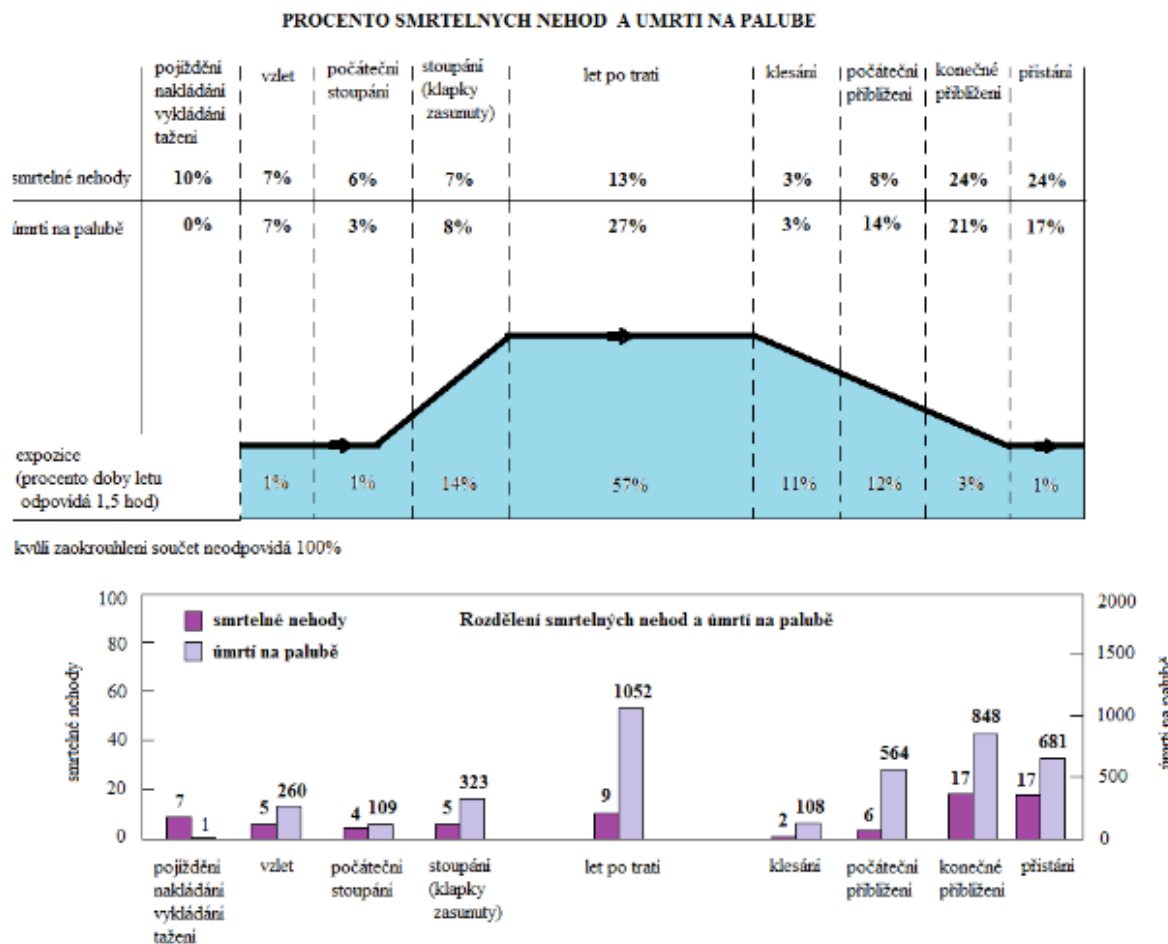 PROCENTO SMRTELNYCH NEHOD A UMRTI NA PALUBE
pojíždění
nakládání
vykládání
tažení
vzlet
počáteční
stoupání
stoupání
(klapky
zasunuty)
let po trati
klesání
počáteční
přiblížení
konečné
přiblížení
přistání
smrtelné nehody 10% 7% 6% 7% 13% 3% 8% 24% 24%
úmrtí na palubě 0% 7% 3% 8% 27% 3% 14% 21% 17%
expozice
(procento doby letu
odpovídá 1,5 hod)
1% 1% 14% 57% 11% 12% 3% 1%
kvůli zaokrouhleni součet neodpovídá 100%
Rozdělení smrtelných nehod a úmrtí na palubě
smrtelné nehody
úmrtí na palubě
smrtelné nehody
100
80
60
40
20
0
úmrtí na palubě
2000
1500
1000
500
0
7 1
5 260
4 109
5 323
9 1052
2 108
6 564
17 848
17 681
pojíždění
nakládání
vykládání
tažení
vzlet
počáteční
stoupání
stoupání
(klapky
zasunuty)
let po trati
klesání
počáteční
přiblížení
konečné
přiblížení
přistání